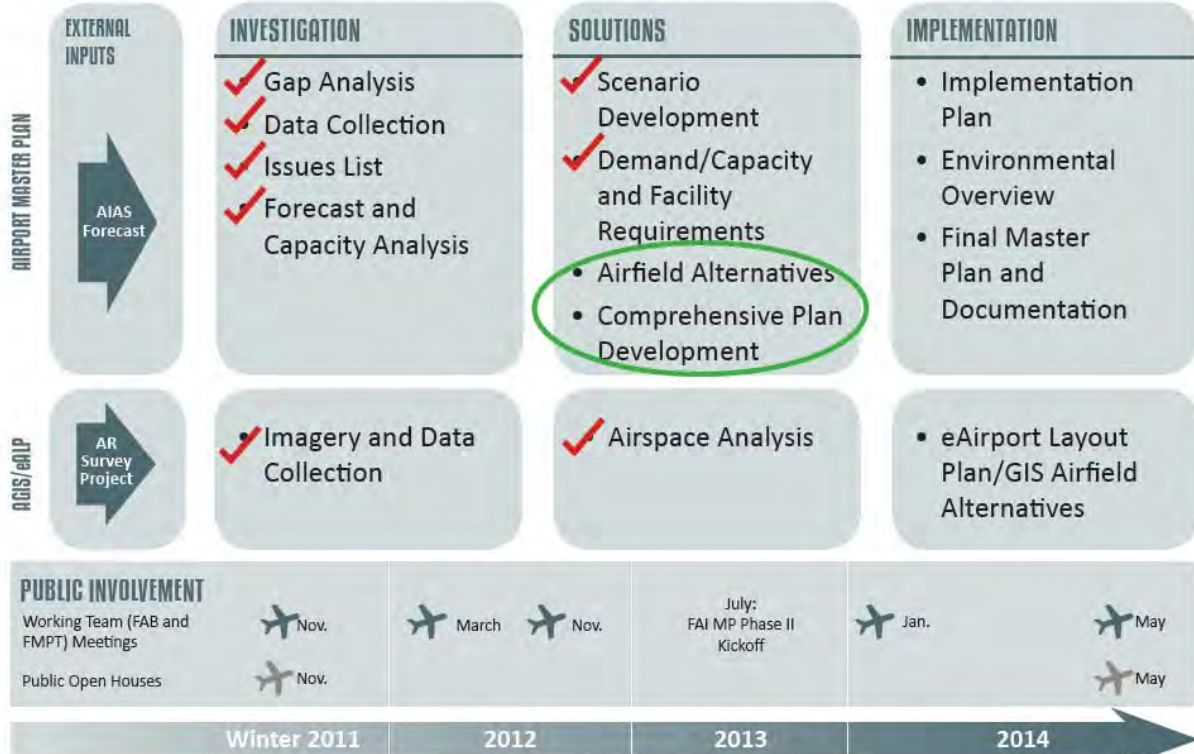 EXTERNAL
INPUTS
INVESTIGATION
SOLUTIONS
IMPLEMENTATION
AIRPORT MASTER PLAN
AIAS
Forecast
• Gap Analysis
• Data Collection
• Issues List
• Forecast and
Capacity Analysis
• Scenario
Development
• Demand/Capacity
and Facility
Requirements
• Airfield Alternatives
• Comprehensive Plan
Development
• Implementation
Plan
• Environmental
Overview
• Final Master
Plan and
Documentation
AGIS/eALP
AR
Survey
Project
• Imagery and Data
Collection
• Airspace Analysis
• eAirport Layout
Plan/GIS Airfield
Alternatives
PUBLIC INVOLVEMENT
Working Team (FAB and
FMPT) Meetings
Nov.
March
Nov.
July:
FAI MP Phase II
Kickoff
Jan.
May
Public Open Houses
Nov.
May
Winter 2011
2012
2013
2014